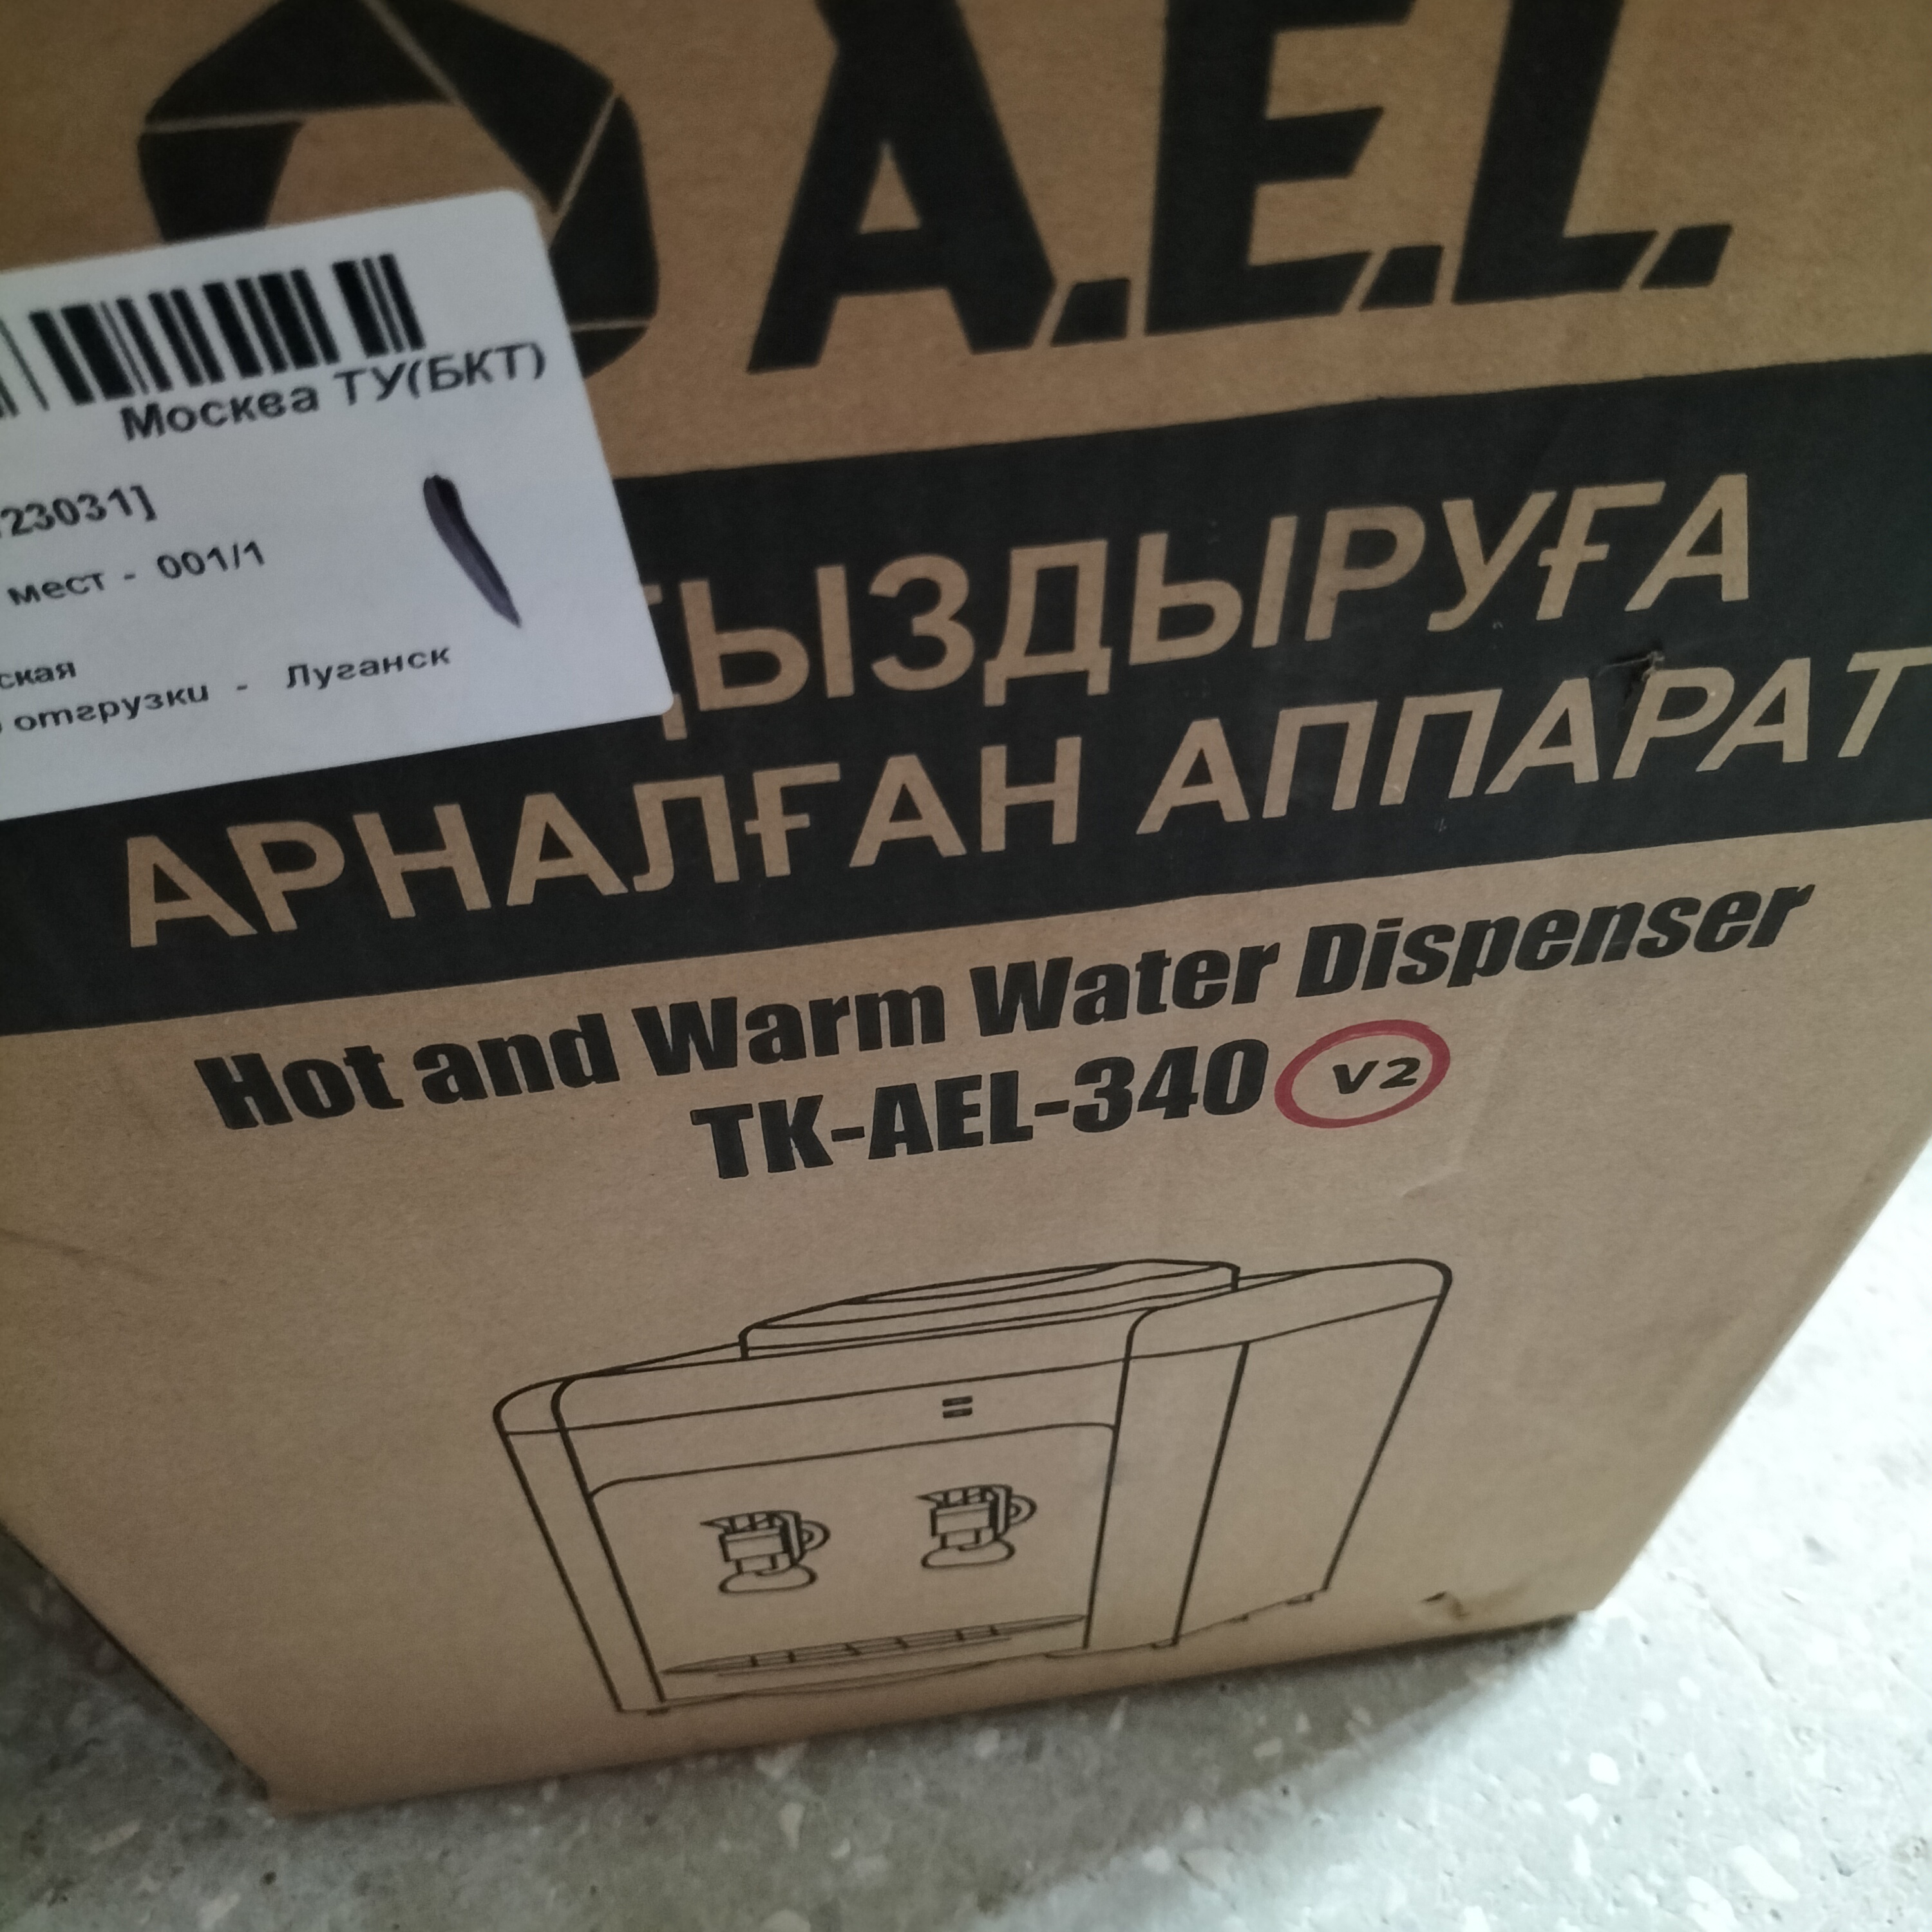 A.E.L.
Москва ТУ(БКТ)
23031]
мест - 001/1
отгрузки - Луганск
ЫЗДЫРУҒА
АРНАЛҒАН АППАРАТ
Hot and Warm Water Dispenser
TK-AEL-340 V2